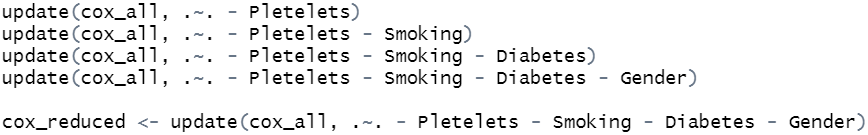 update(cox_all, .~. - Pletelets)
update(cox_all, .~. - Pletelets - Smoking)
update(cox_all, .~. - Pletelets - Smoking - Diabetes)
update(cox_all, .~. - Pletelets - Smoking - Diabetes - Gender)
cox_reduced <- update(cox_all, .~. - Pletelets - Smoking - Diabetes - Gender)